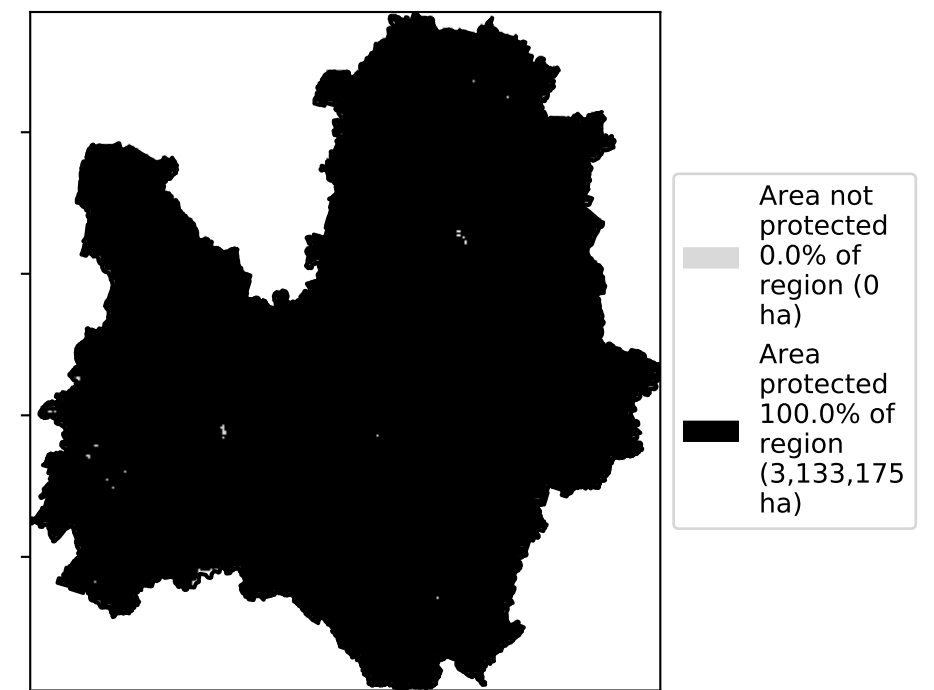 Area not
protected
0.0% of
region (0
ha)
Area
protected
100.0% of
region
(3,133,175
ha)